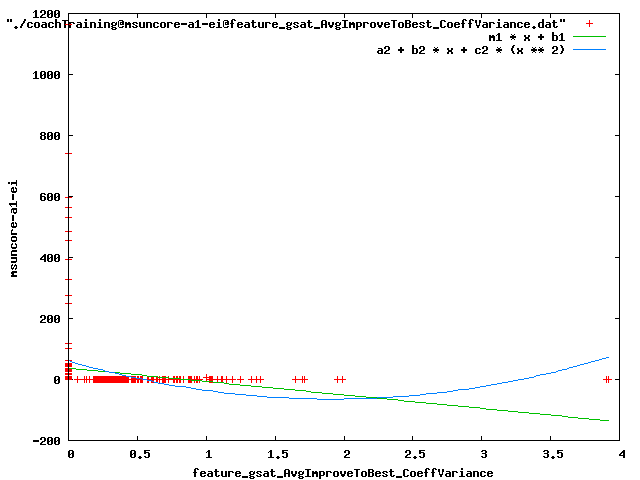 "./coachTraining@msuncore-a1-ei@feature_gsat_AvgImproveToBest_CoeffVariance.dat"
m1 * x + b1
a2 + b2 * x + c2 * (x ** 2)
1200
1000
800
600
400
200
0
-200
msuncore-a1-ei
0 0.5 1 1.5 2 2.5 3 3.5 4
feature_gsat_AvgImproveToBest_CoeffVariance